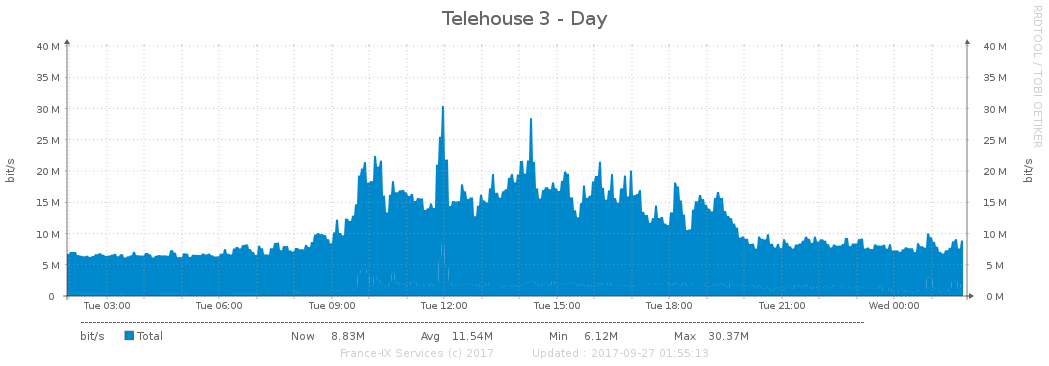 Telehouse 3 - Day
RRDTOOL / TOBI OETIKER
bit/s
bit/s
40 M 40 M
35 M 35 M
30 M 30 M
25 M 25 M
20 M 20 M
15 M 15 M
10 M 10 M
5 M 5 M
0 0 M
Tue 03:00 Tue 06:00 Tue 09:00 Tue 12:00 Tue 15:00 Tue 18:00 Tue 21:00 Wed 00:00
bit/s Total Now 8.83M Avg 11.54M Min 6.12M Max 30.37M
France-IX Services (c) 2017 Updated : 2017-09-27 01:55:13